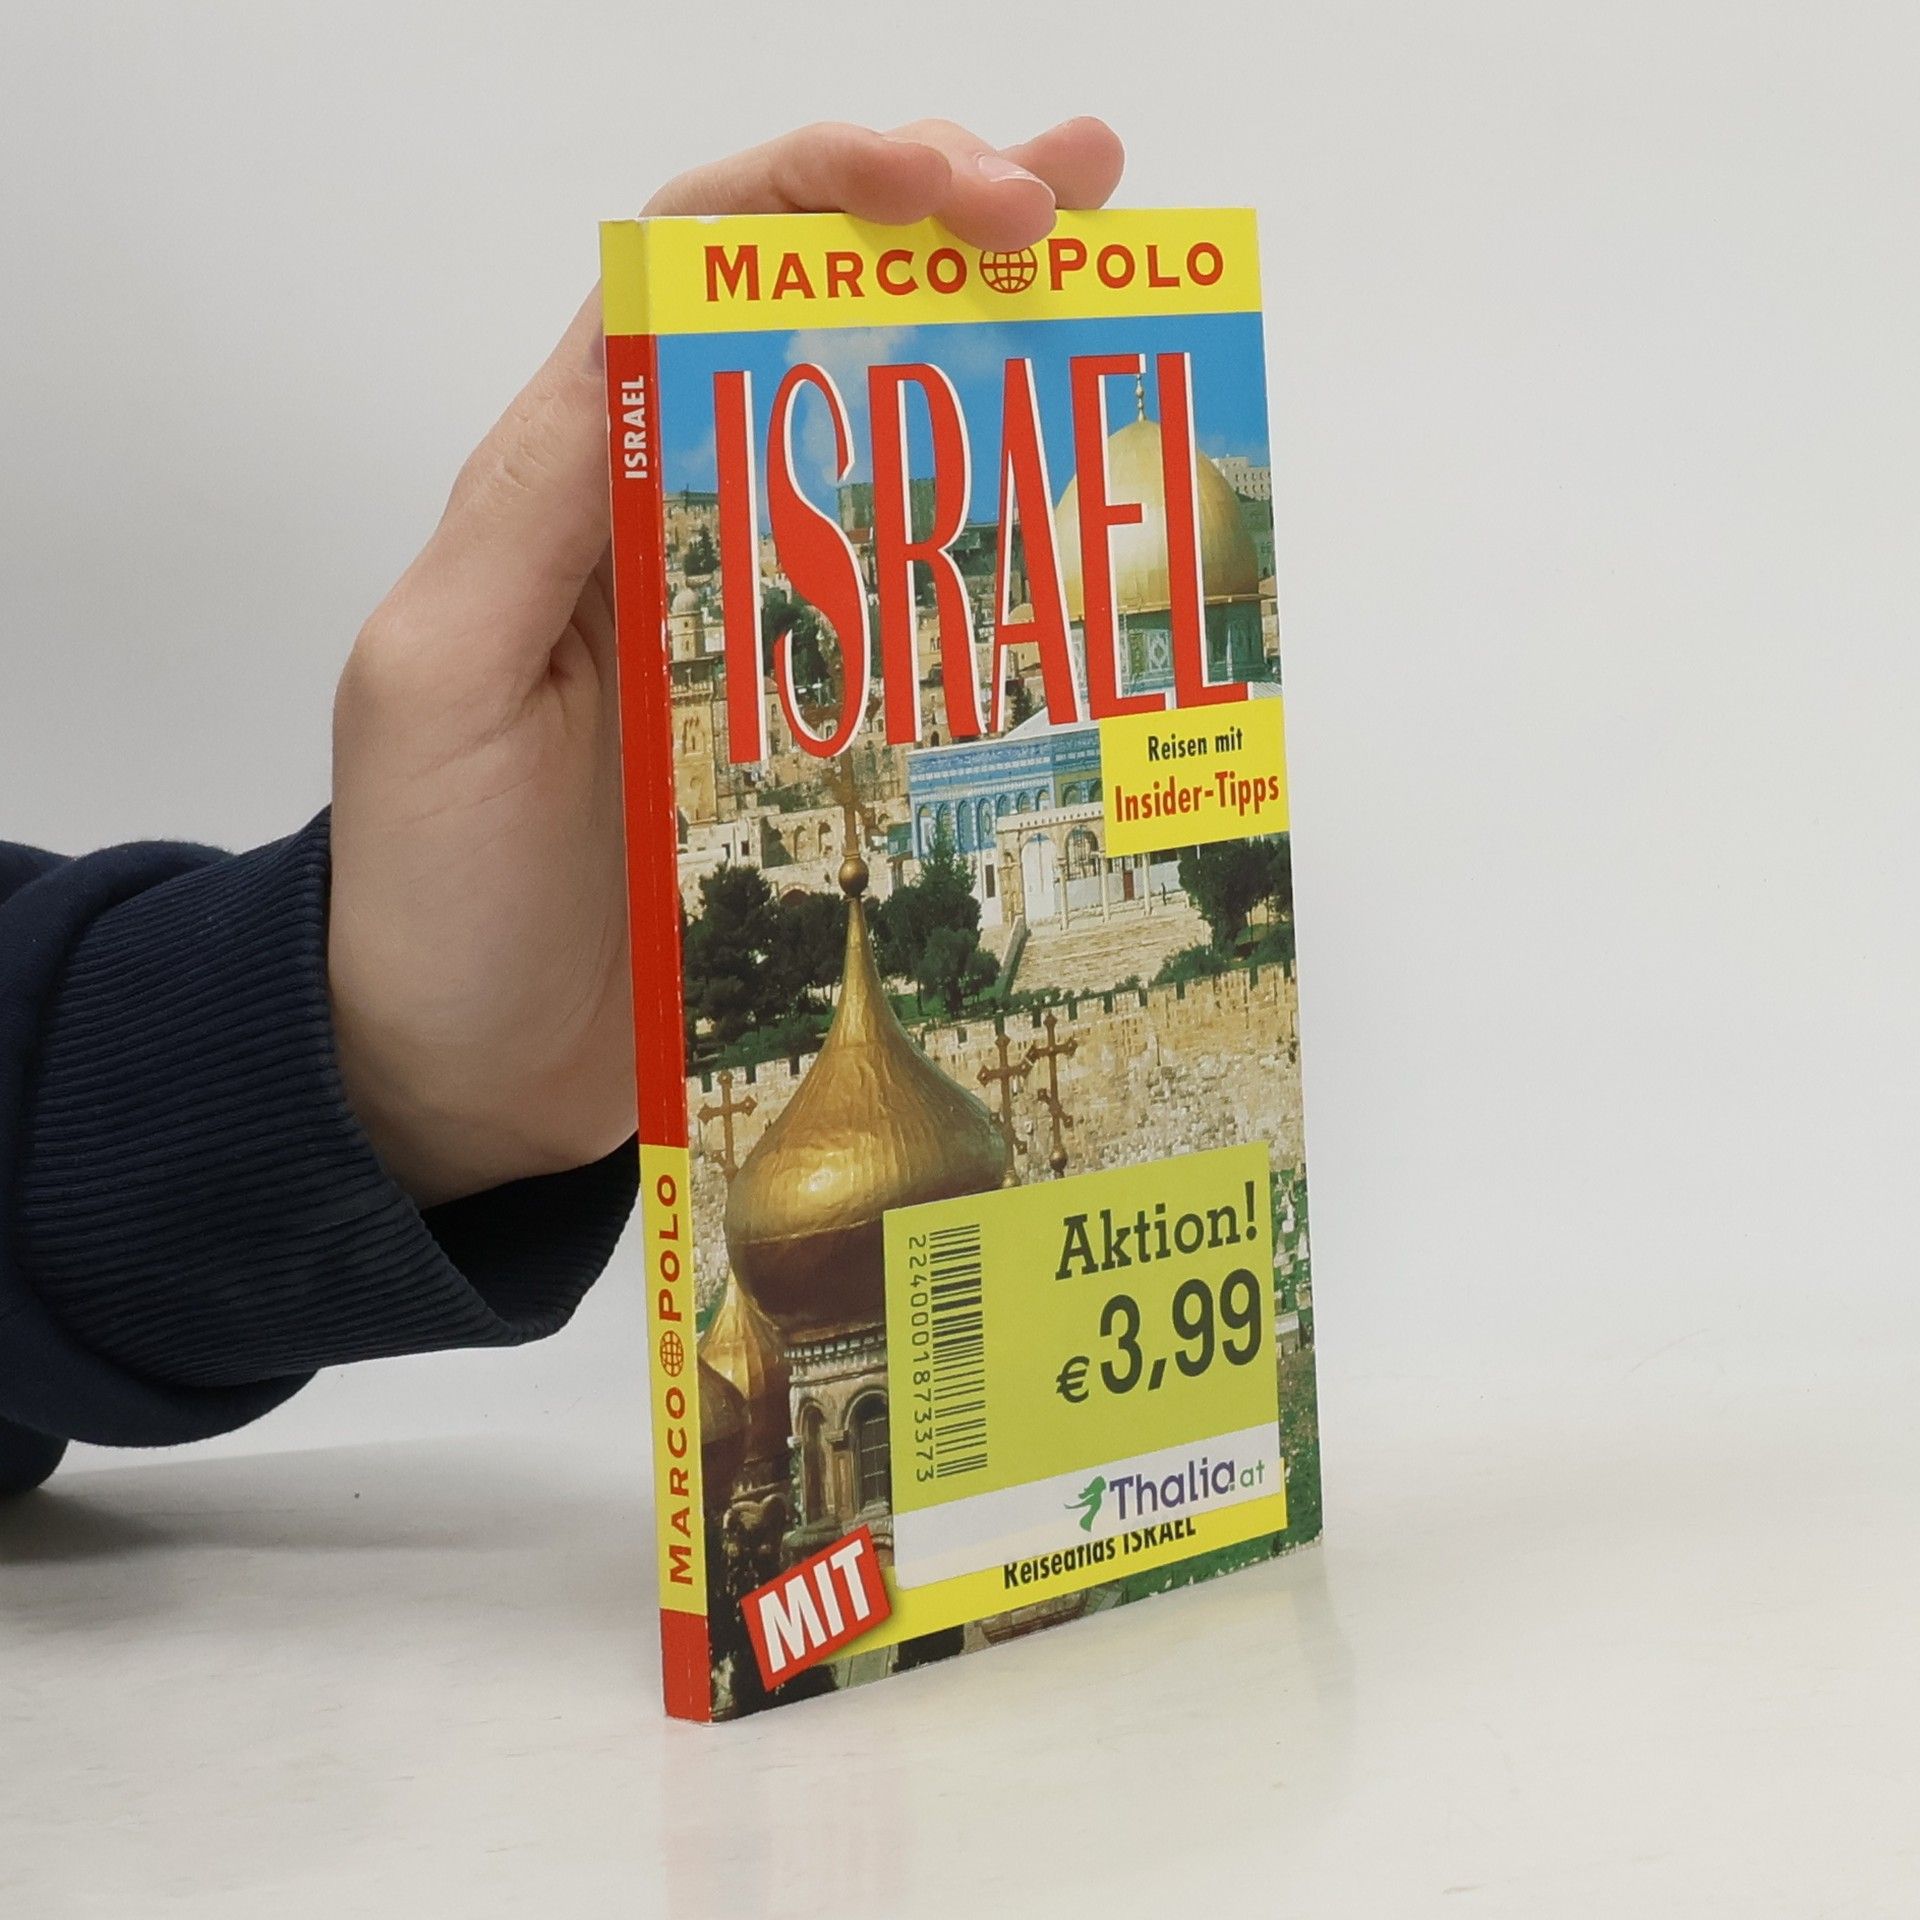 MARCO POLO
ISRAEL
Reisen mit
Insider-Tipps
Aktion!
€ 3,99
2240001873373
Thalia.at
MIT
Reiseatlas ISRAEL
ISRAEL
MARCO POLO